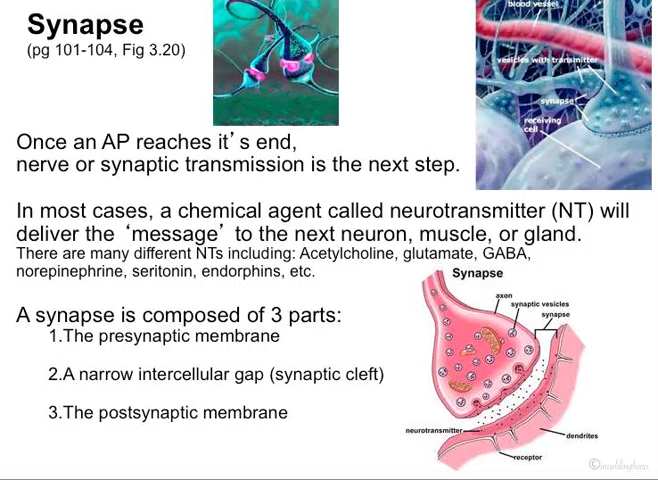 Synapse
(pg 101-104, Fig 3.20)
blood vessel
vesicles with transmitter
synapse
receiving
cell
Once an AP reaches it's end,
nerve or synaptic transmission is the next step.
In most cases, a chemical agent called neurotransmitter (NT) will
deliver the 'message' to the next neuron, muscle, or gland.
There are many different NTs including: Acetylcholine, glutamate, GABA,
norepinephrine, seritonin, endorphins, etc.
A synapse is composed of 3 parts:
1.The presynaptic membrane
2.A narrow intercellular gap (synaptic cleft)
3.The postsynaptic membrane
Synapse
axon
synaptic vesicles
synapse
neurotransmitter
dendrites
receptor